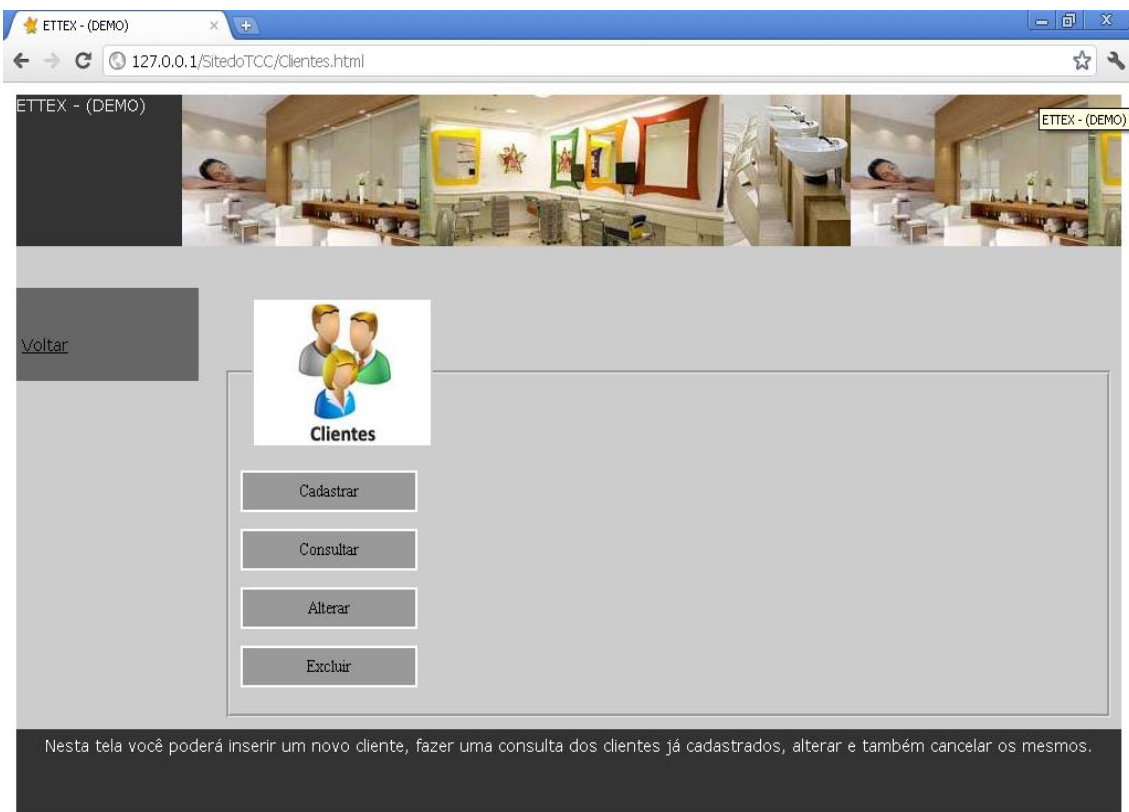 ETTEX - (DEMO)
127.0.0.1/SitedoTCC/Clientes.html
ETTEX - (DEMO)
ETTEX - (DEMO)
Voltar
Clientes
Cadastrar
Consultar
Alterar
Excluir
Nesta tela você poderá inserir um novo cliente, fazer uma consulta dos clientes já cadastrados, alterar e também cancelar os mesmos.